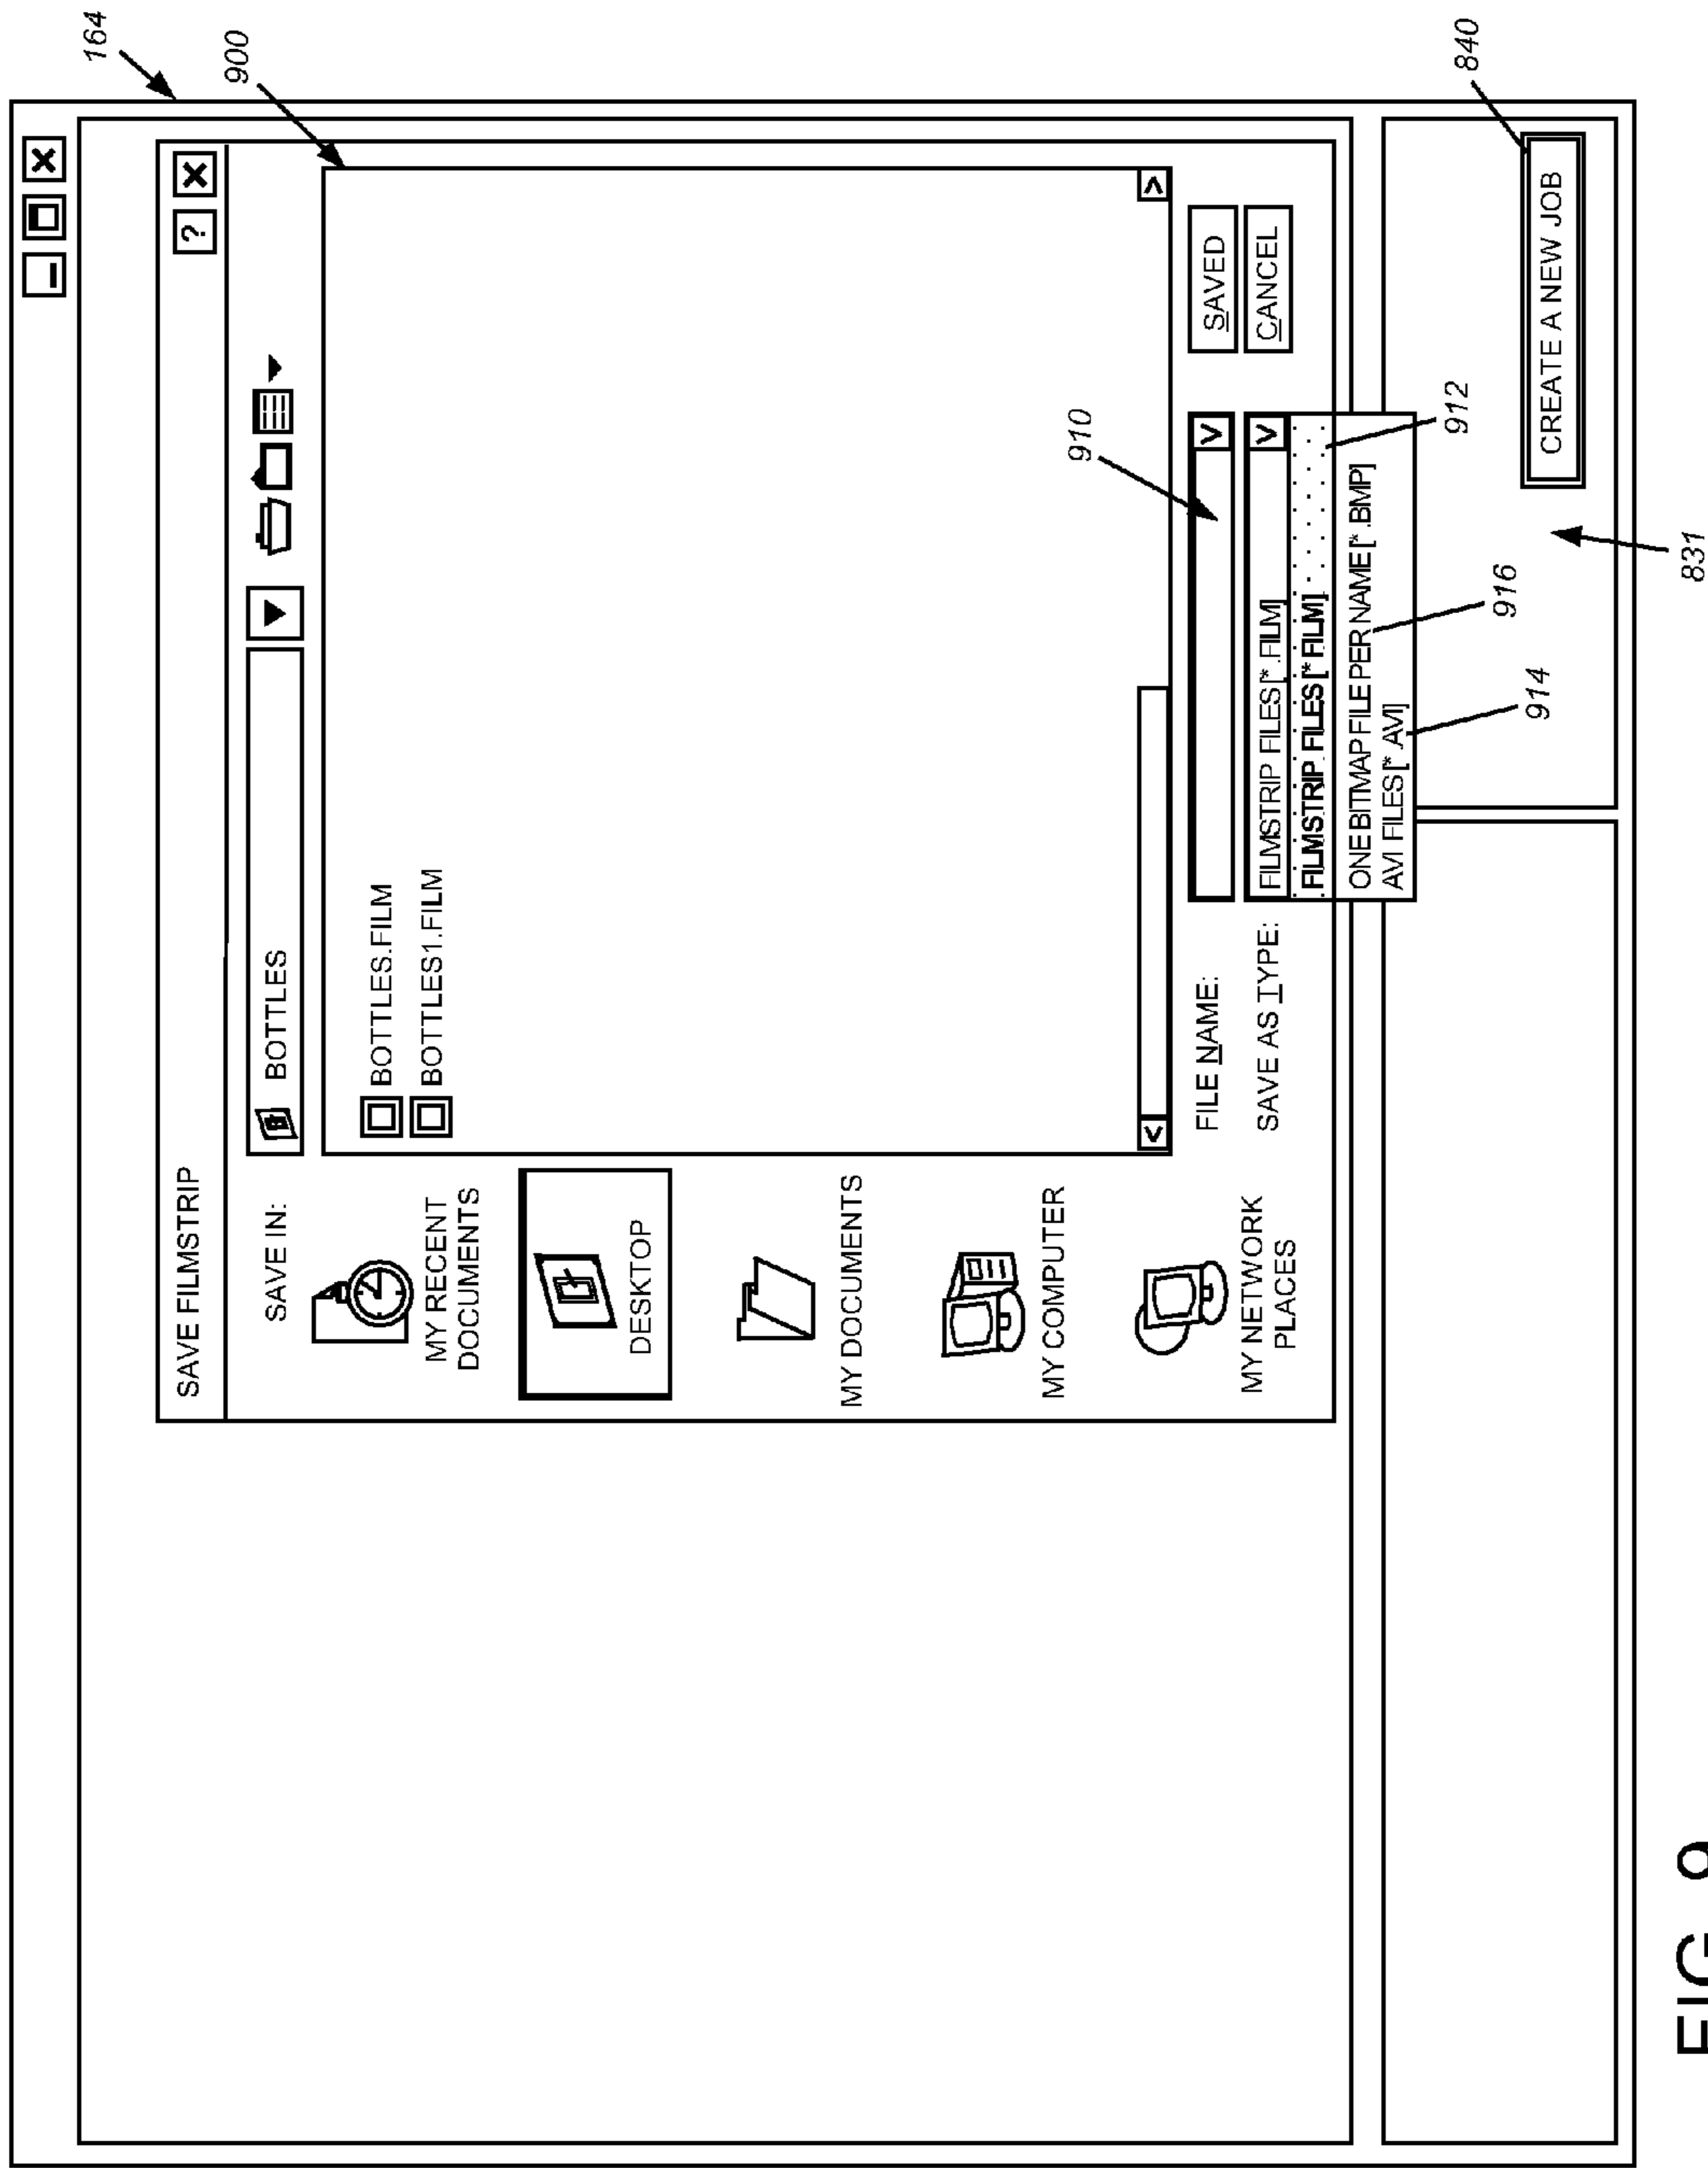 164
SAVE FILMSTRIP
?
900
SAVE IN:
BOTTLES
MY RECENT
DOCUMENTS
DESKTOP
MY DOCUMENTS
MY COMPUTER
MY NETWORK
PLACES
BOTTLES.FILM
BOTTLES1.FILM
910
FILE NAME:
SAVED
SAVE AS TYPE:
FILMSTRIP FILES[*.FILM]
CANCEL
FILMSTRIP FILES[*.FILM]
ONE BITMAP FILE PER NAME[*.BMP]
AVI FILES[*.AVI]
912
840
916
914
CREATE A NEW JOB
831